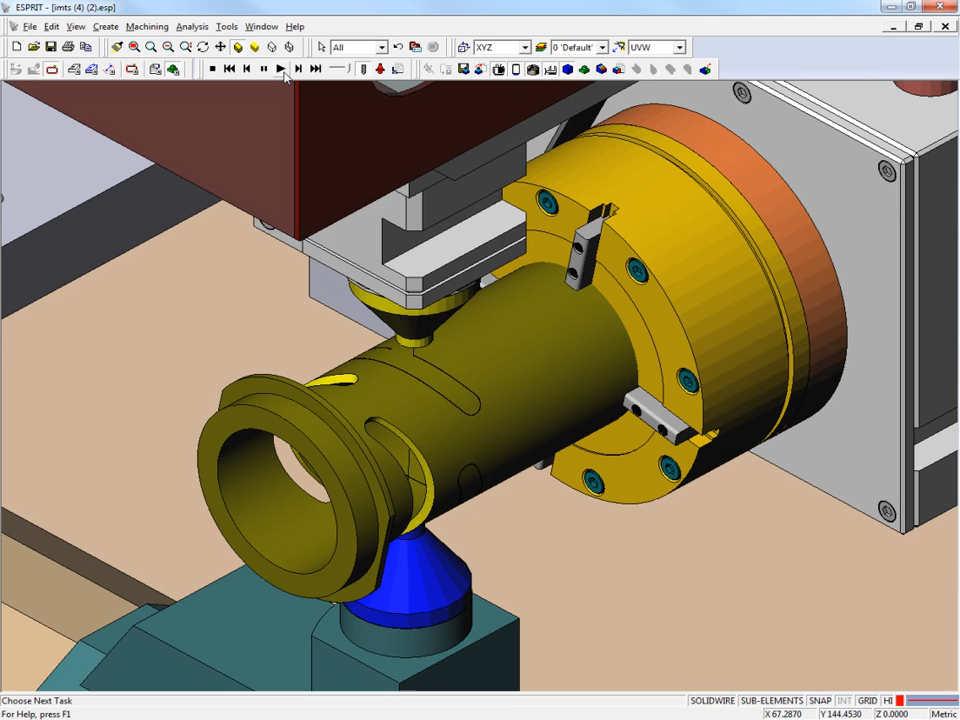 ESPRIT - [imts (4) (2).esp]
File Edit View Create Machining Analysis Tools Window Help
All XYZ 0 'Default' UVW
Choose Next Task SOLIDWIRE SUB-ELEMENTS SNAP INT GRID HI
For Help, press F1 X 67.2870 Y 144.4530 Z 0.0000 Metric